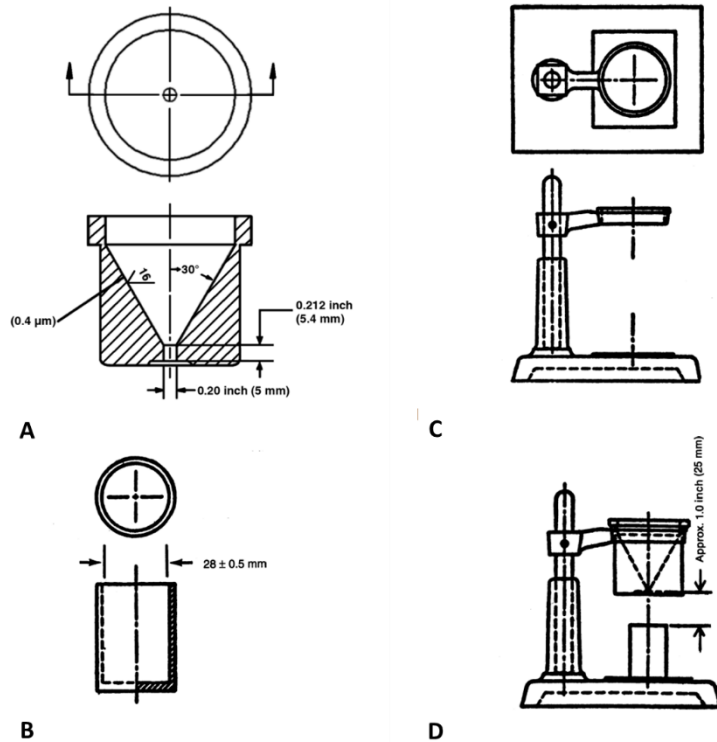 16
30°
(0.4 µm)
0.212 inch
(5.4 mm)
0.20 inch (5 mm)
A
28 ± 0.5 mm
B
C
Approx. 1.0 inch (25 mm)
D